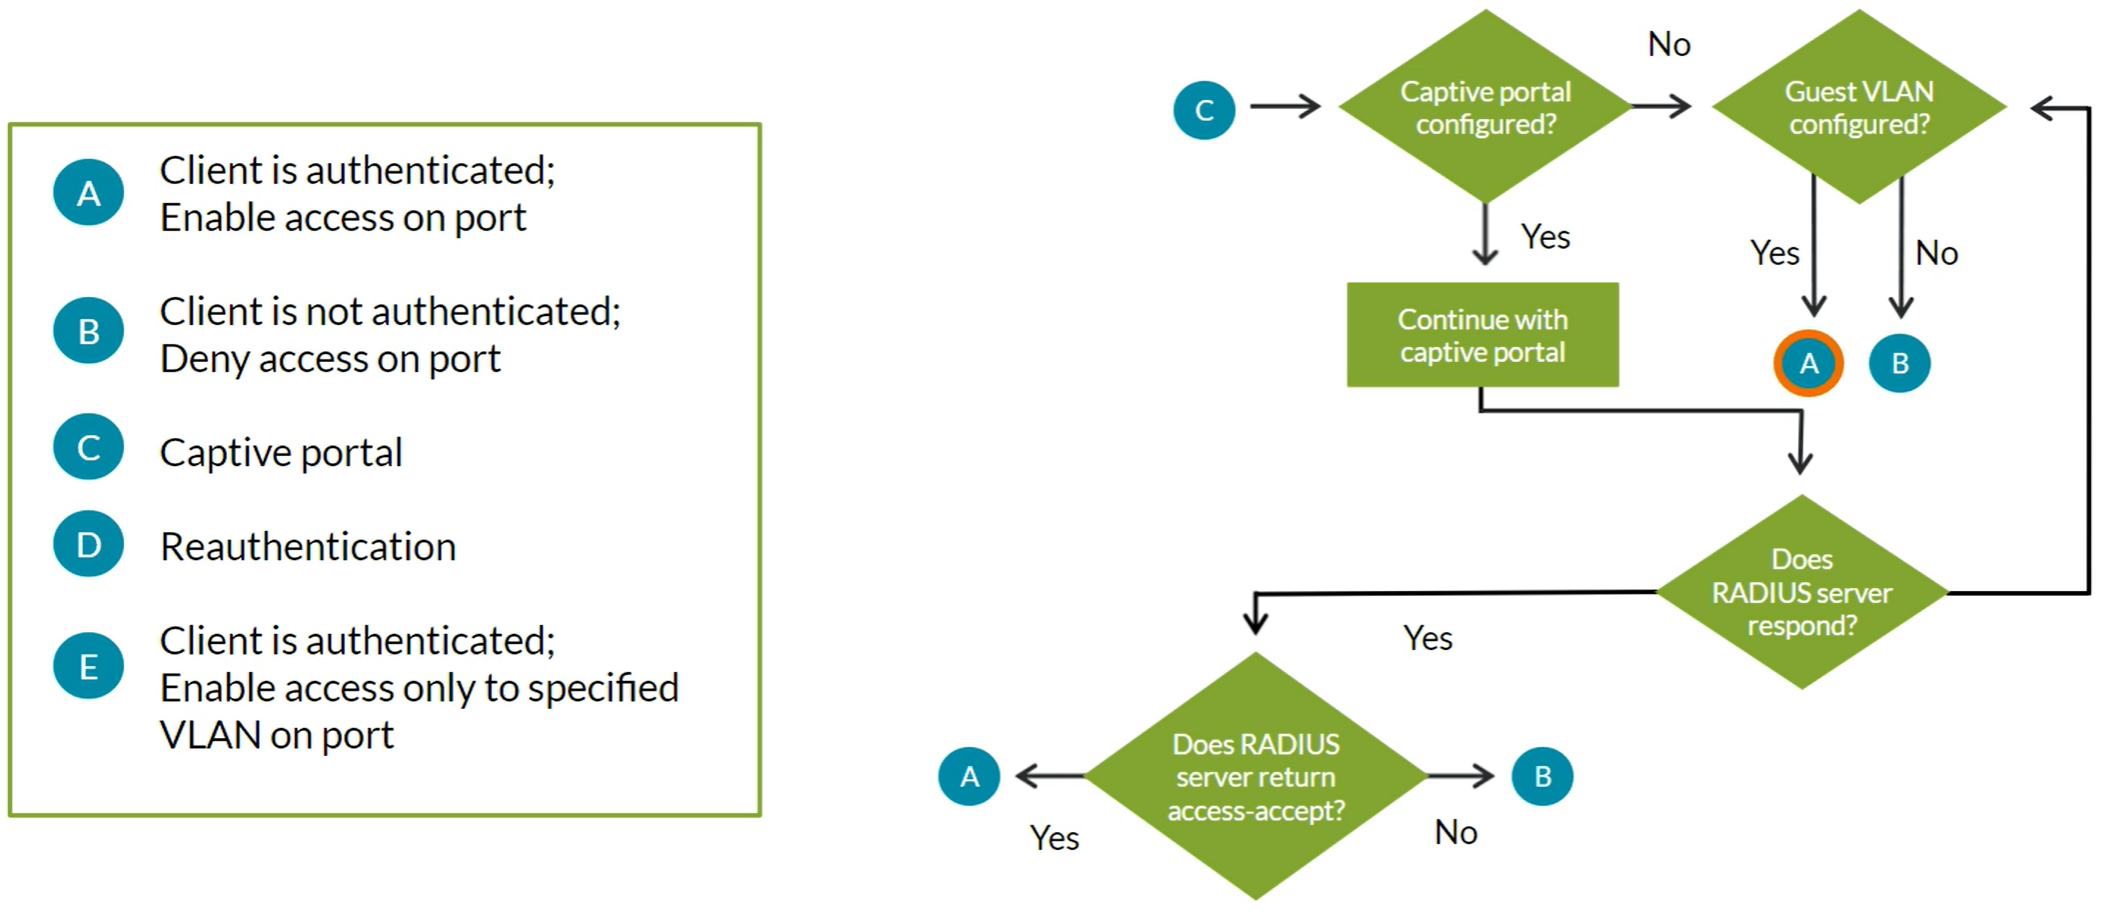 A
Client is authenticated;
Enable access on port
B
Client is not authenticated;
Deny access on port
C
Captive portal
D
Reauthentication
E
Client is authenticated;
Enable access only to specified
VLAN on port
C
Captive portal
configured?
No
Guest VLAN
configured?
Yes
Yes
No
Continue with
captive portal
A
B
Does
RADIUS server
respond?
Yes
Does RADIUS
server return
access-accept?
A
Yes
B
No